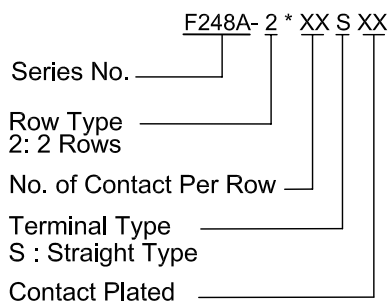 F248A- 2 * XX S XX
Series No.
Row Type
2: 2 Rows
No. of Contact Per Row
Terminal Type
S : Straight Type
Contact Plated